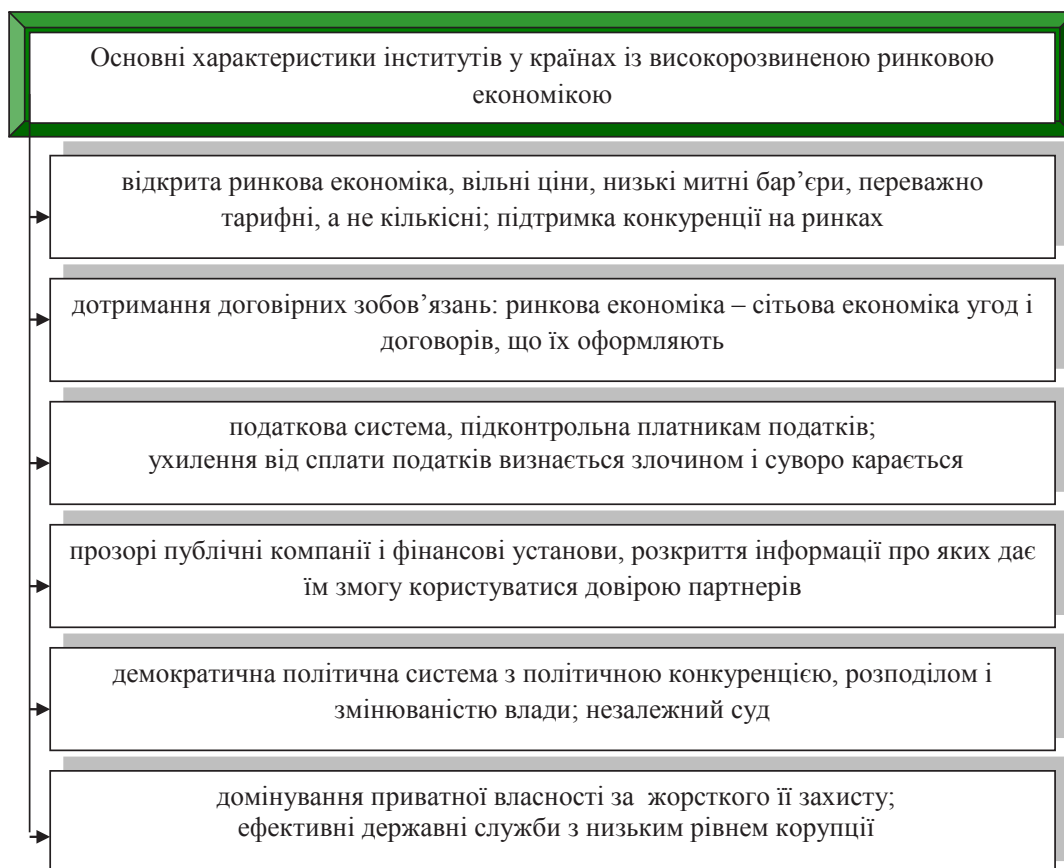 Основні характеристики інститутів у країнах із високорозвиненою ринковою
економікою
відкрита ринкова економіка, вільні ціни, низькі митні бар’єри, переважно
тарифні, а не кількісні; підтримка конкуренції на ринках
дотримання договірних зобов’язань: ринкова економіка – сітьова економіка угод і
договорів, що їх оформляють
податкова система, підконтрольна платникам податків;
ухилення від сплати податків визнається злочином і суворо карається
прозорі публічні компанії і фінансові установи, розкриття інформації про яких дає
їм змогу користуватися довірою партнерів
демократична політична система з політичною конкуренцією, розподілом і
змінюваністю влади; незалежний суд
домінування приватної власності за жорсткого її захисту;
ефективні державні служби з низьким рівнем корупції